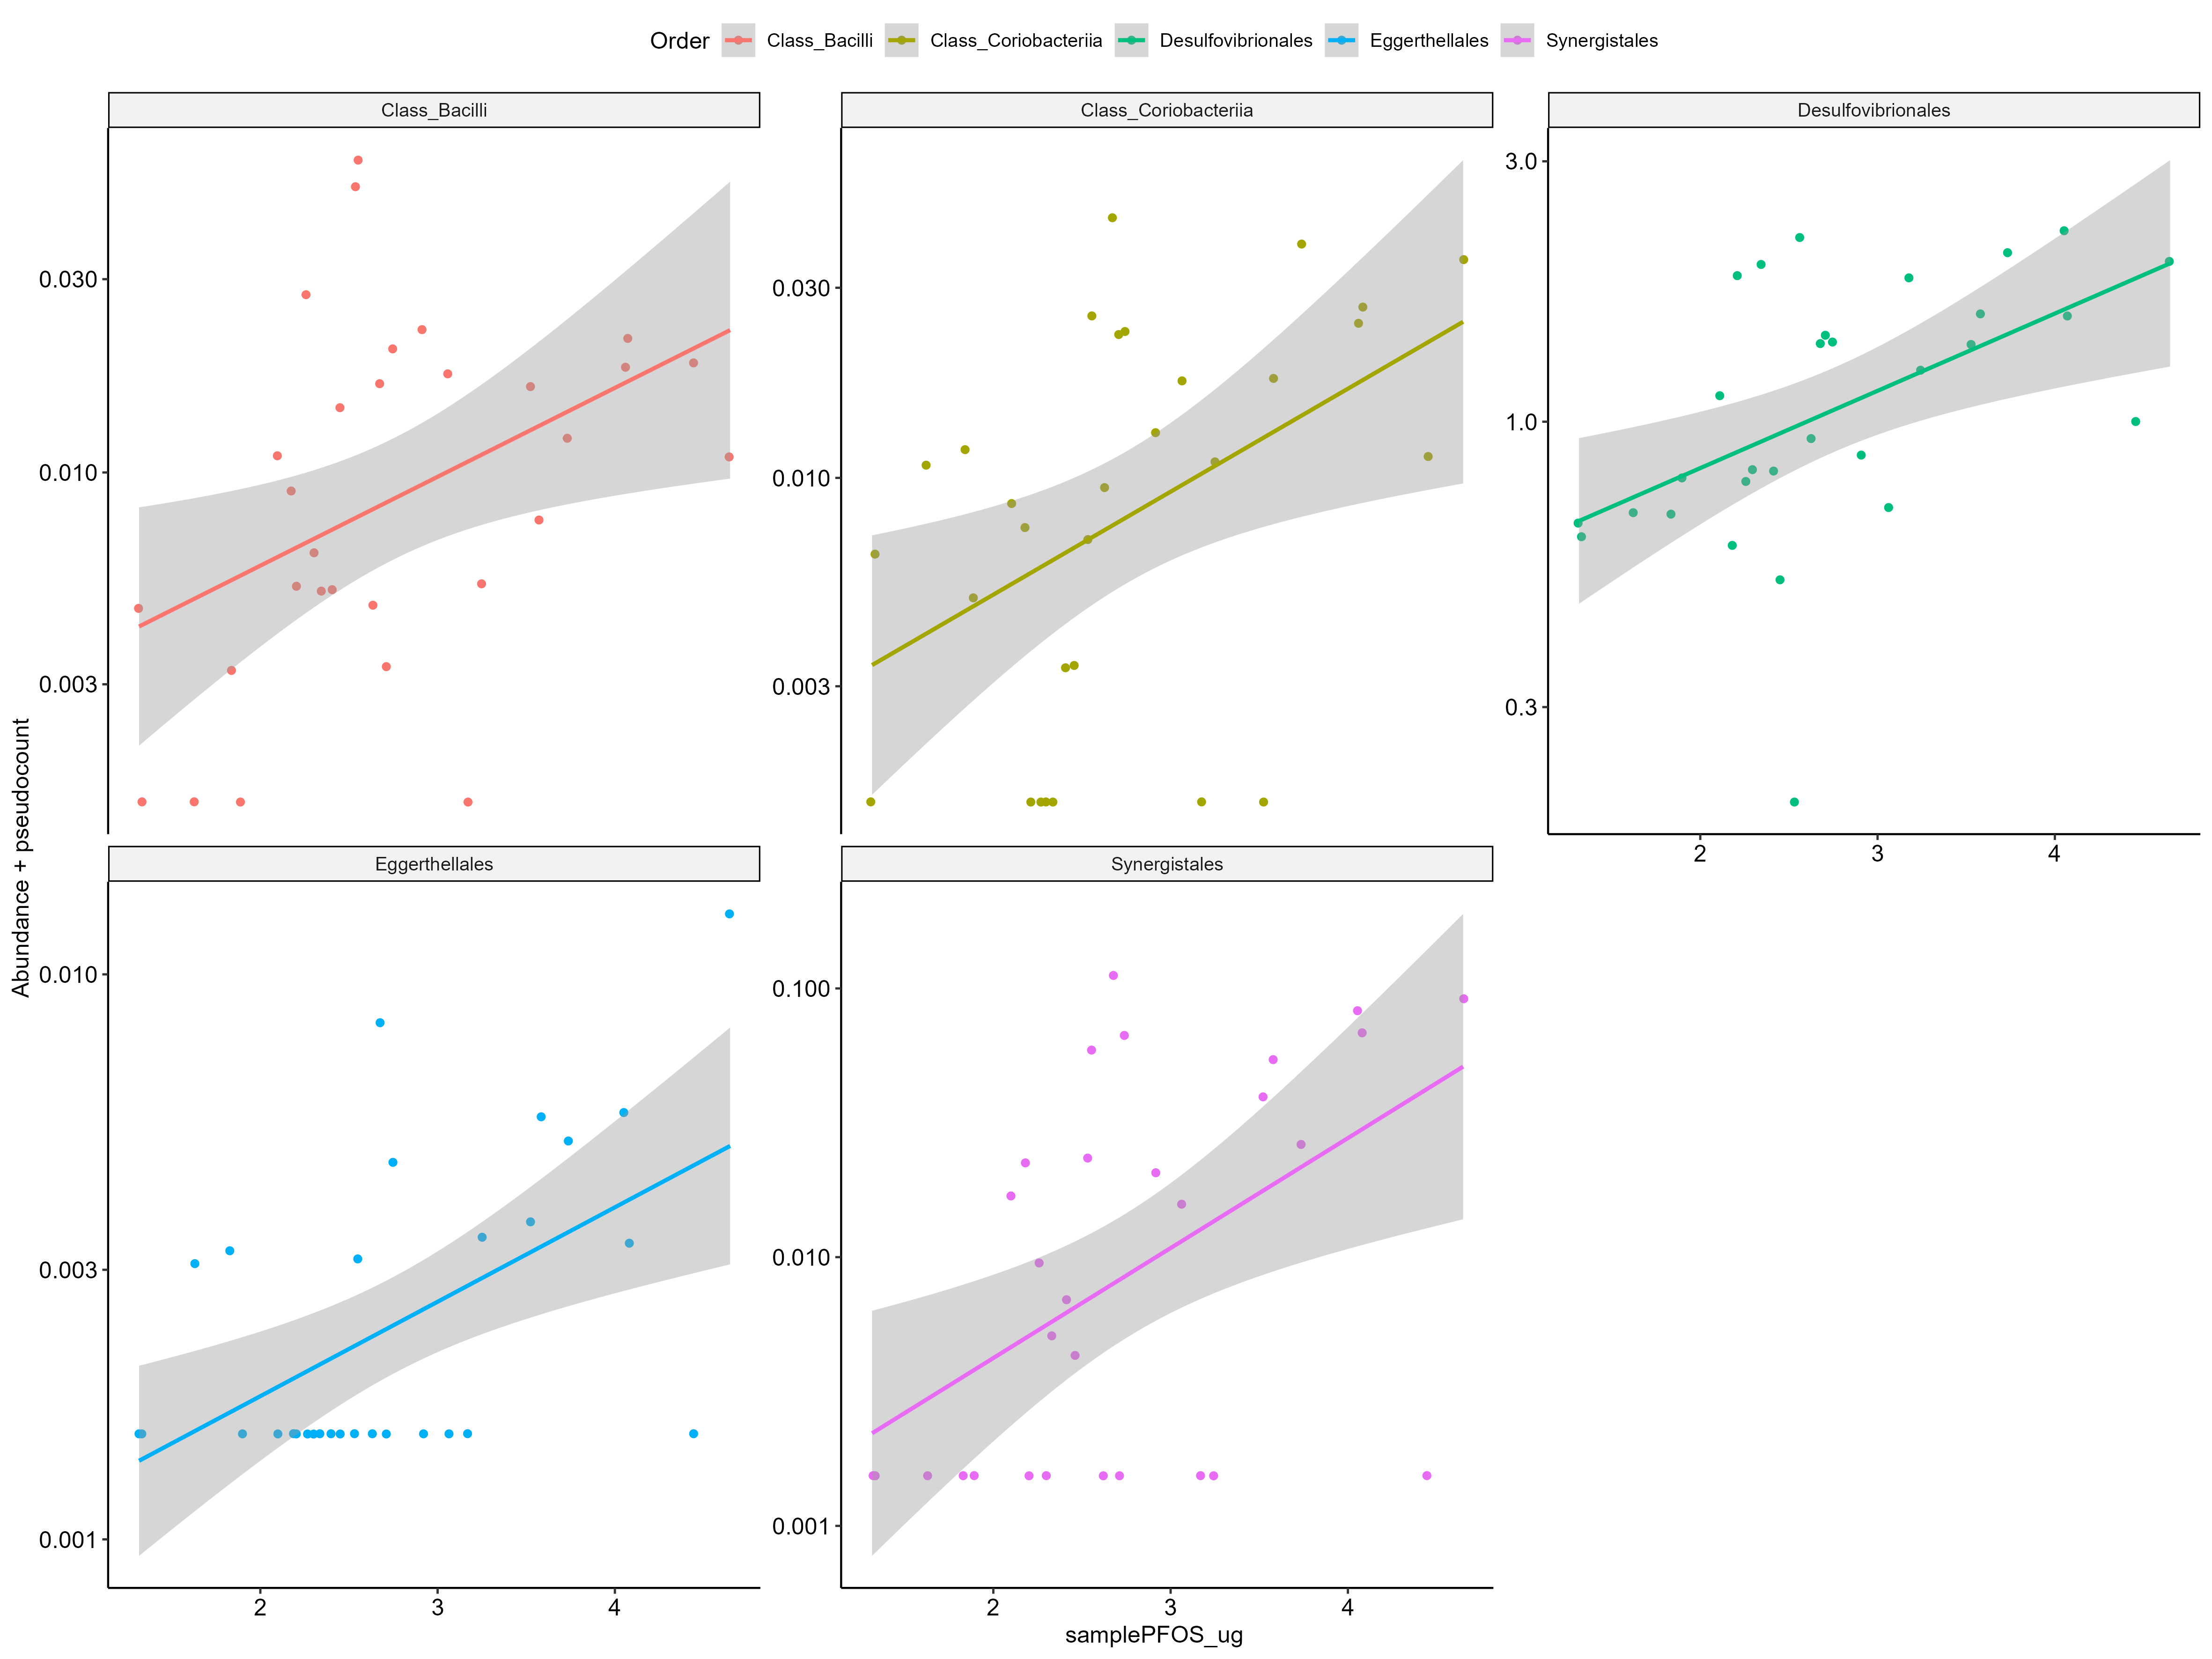 Order Class_Bacilli Class_Coriobacteriia Desulfovibrionales Eggerthellales Synergistales
Class_Bacilli
0.030
0.010
0.003
Class_Coriobacteriia
0.030
0.010
0.003
Desulfovibrionales
3.0
1.0
0.3
2 3 4
Abundance + pseudocount
Eggerthellales
0.010
0.003
0.001
2 3 4
Synergistales
0.100
0.010
0.001
2 3 4
samplePFOS_ug